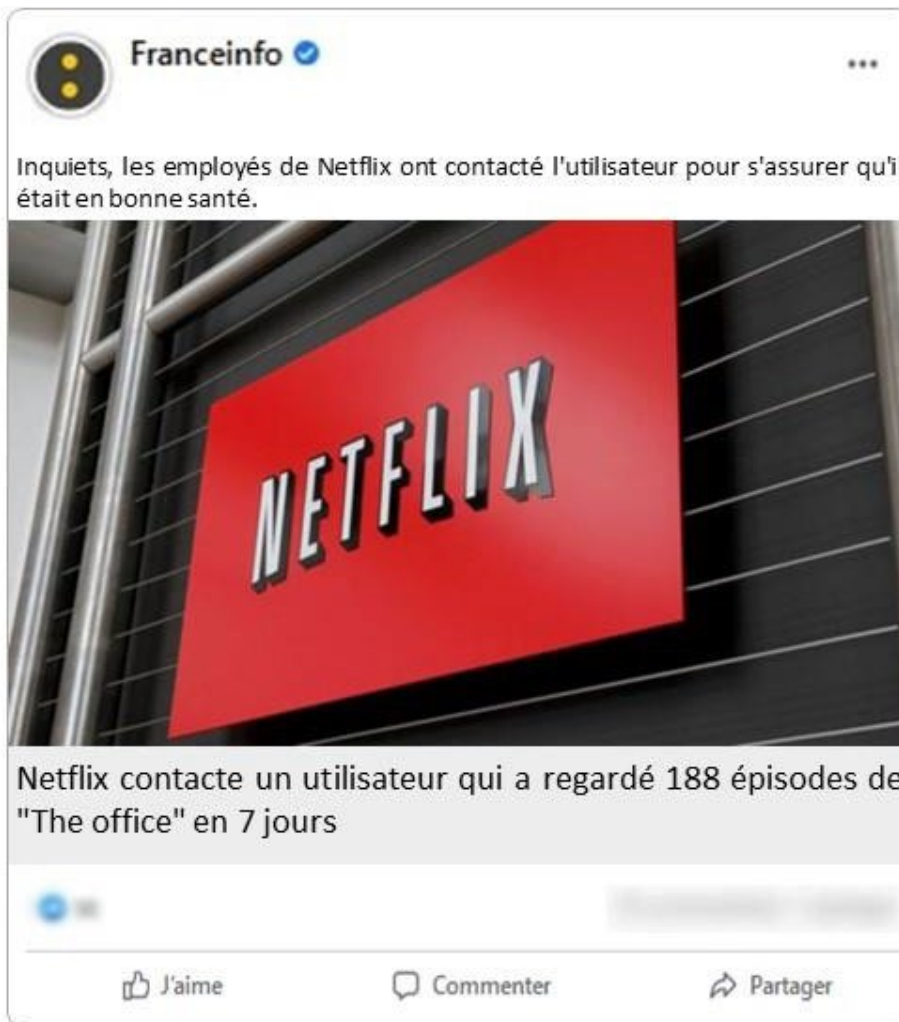 Franceinfo
Inquiets, les employés de Netflix ont contacté l'utilisateur pour s'assurer qu'i
était en bonne santé.
NETFLIX
Netflix contacte un utilisateur qui a regardé 188 épisodes de
"The office" en 7 jours
J'aime Commenter Partager